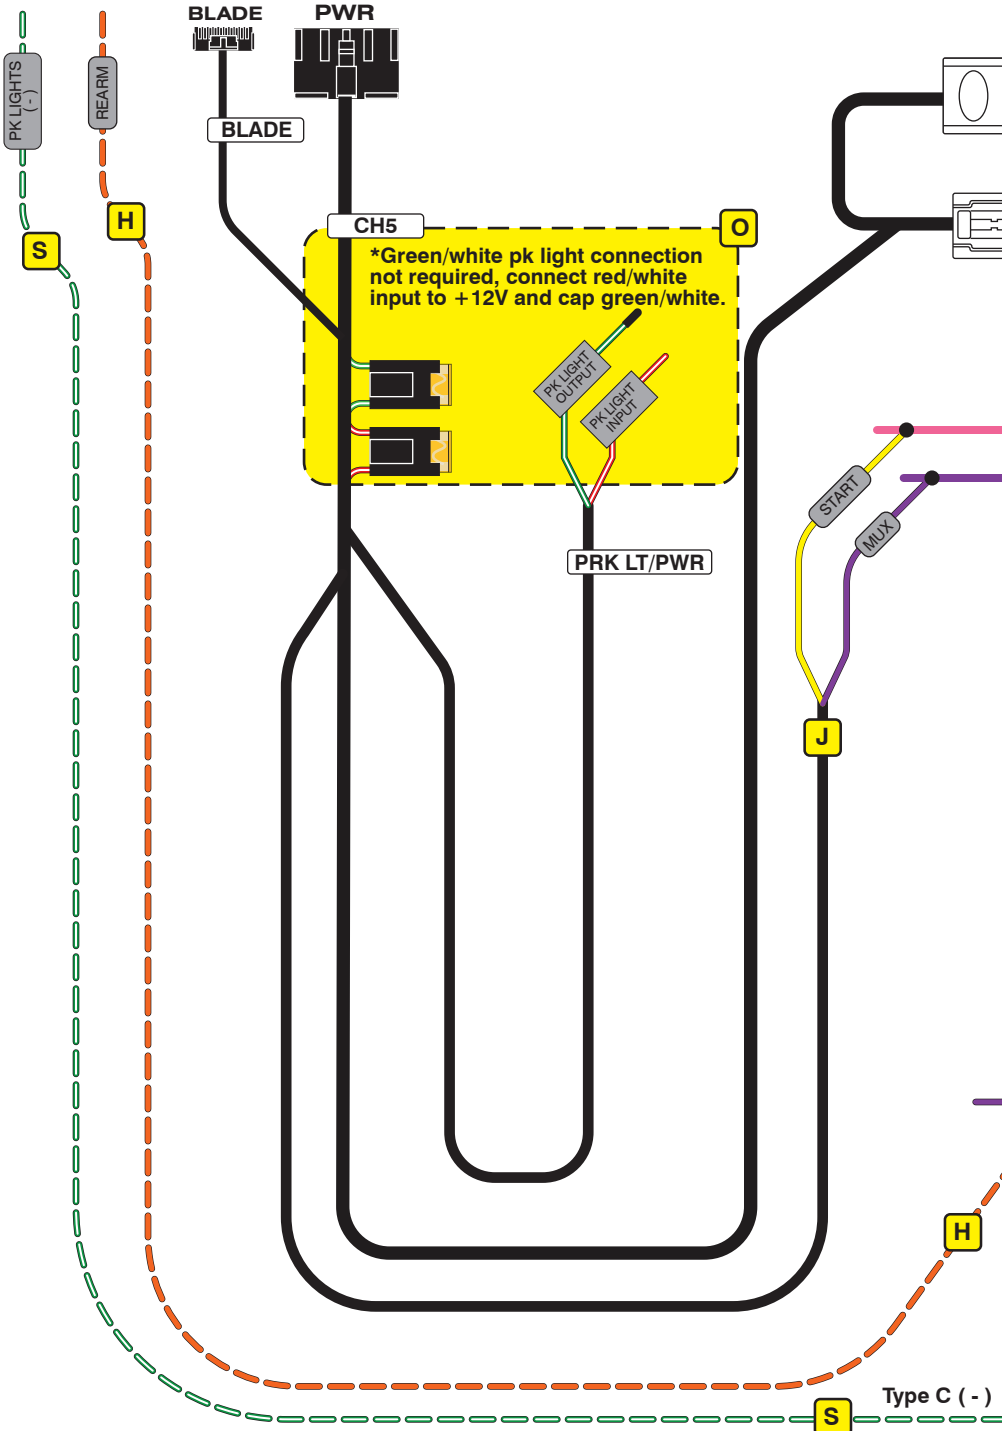 BLADE
PWR
PK LIGHTS
(-)
REARM
BLADE
H
S
CH5
O
*Green/white pk light connection
not required, connect red/white
input to +12V and cap green/white.
PK LIGHT
OUTPUT
PK LIGHT
INPUT
START
MUX
PRK LT/PWR
J
H
Type C ( - )
S